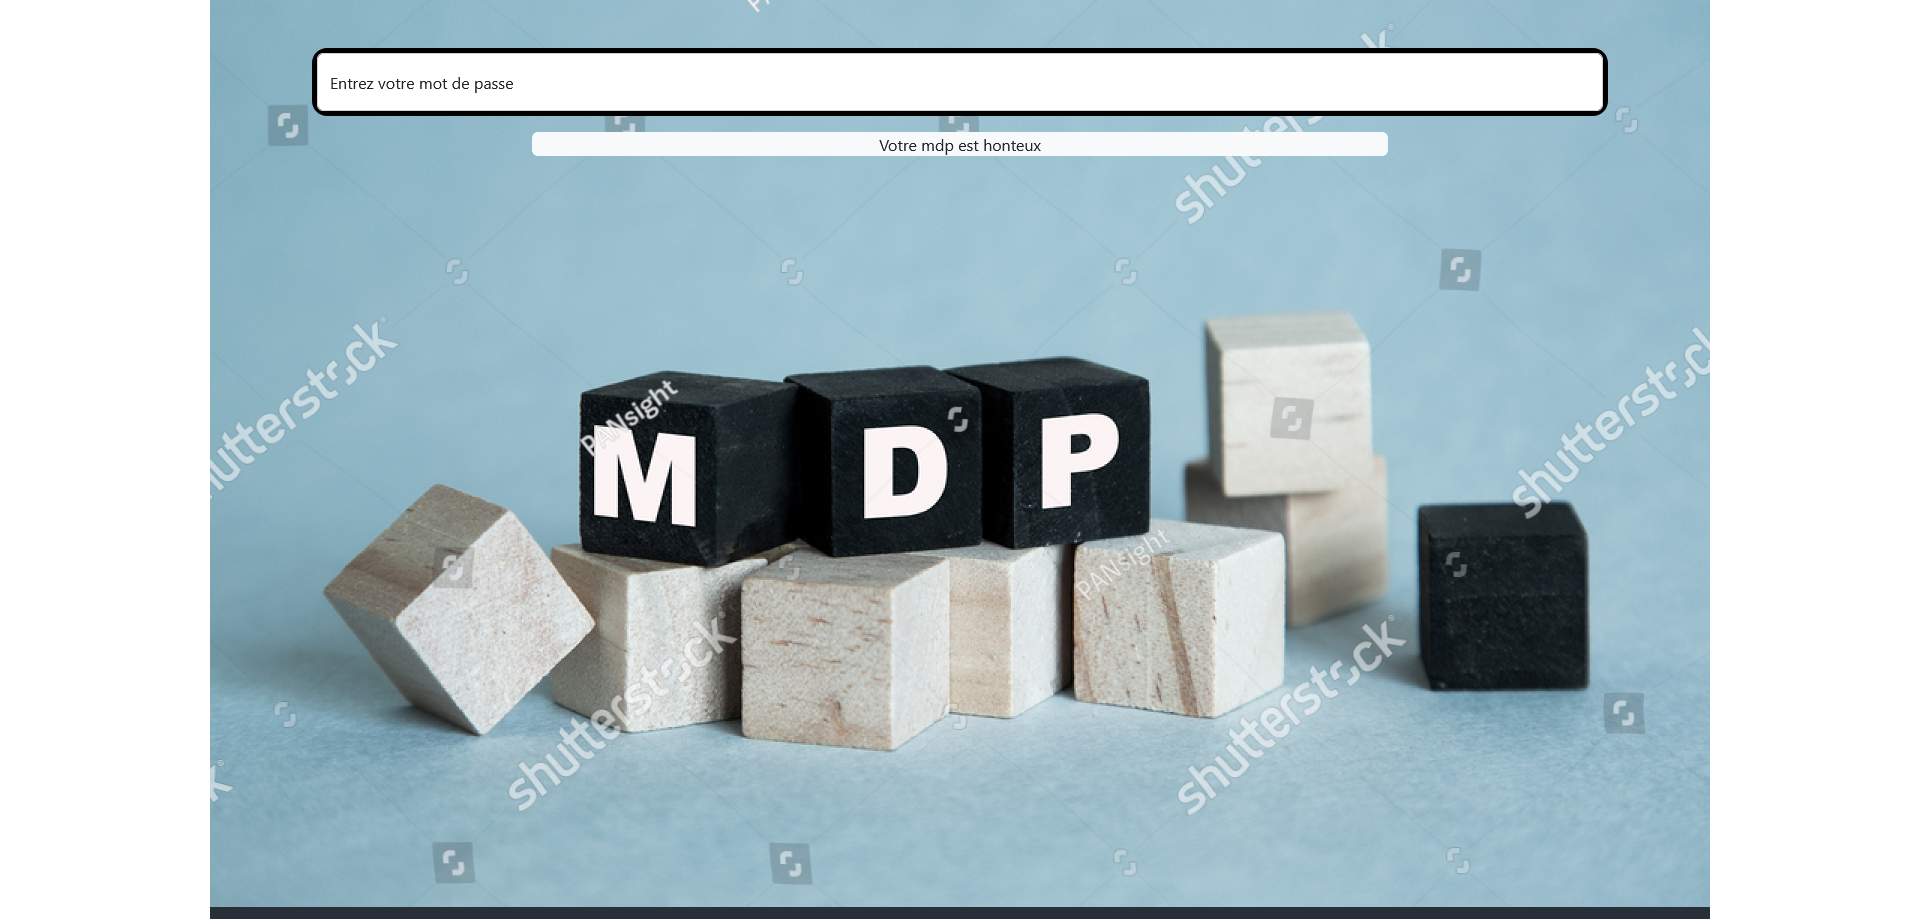 Entrez votre mot de passe
Votre mdp est honteux
shutterstock
shutterstock
shutterstock
PANsight
M D P
PANsight
shutterstock
shutterstock